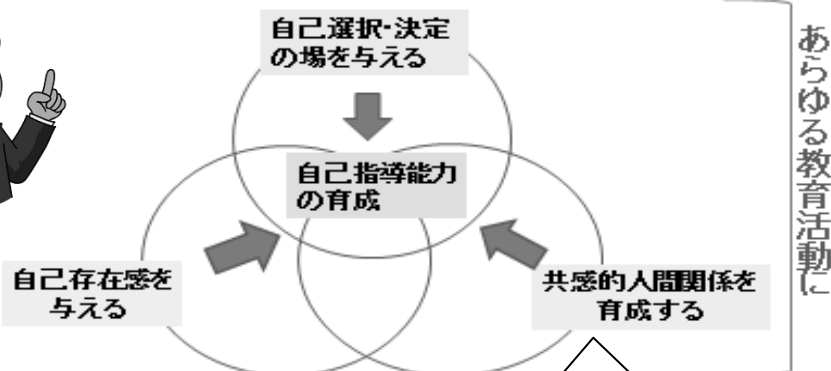 自己選択・決定
の場を与える
自己指導能力
の育成
自己存在感を
与える
共感的人間関係を
育成する
あらゆる教育活動に